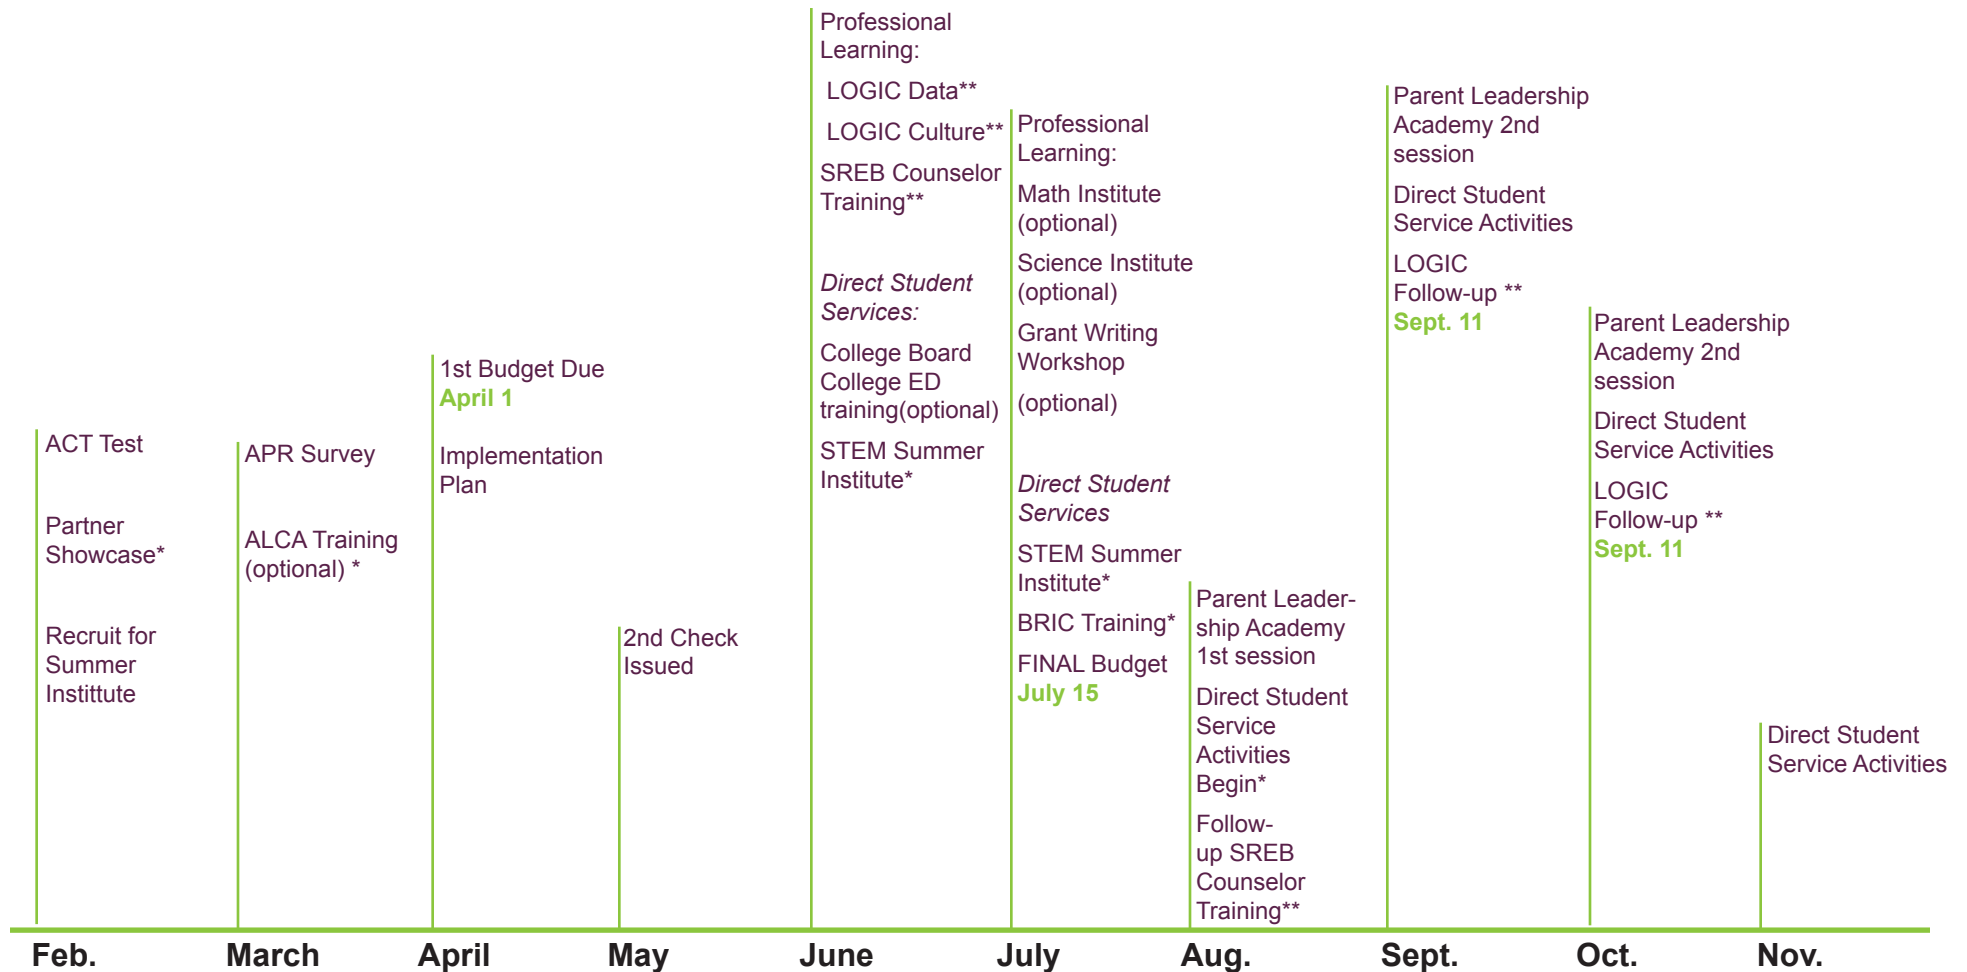 ACT Test
Partner
Showcase*
Recruit for
Summer
Instittute
APR Survey
ALCA Training
(optional) *
1st Budget Due
April 1
Implementation
Plan
2nd Check
Issued
Professional
Learning:
LOGIC Data**
LOGIC Culture**
SREB Counselor
Training**
Direct Student
Services:
College Board
College ED
training(optional)
STEM Summer
Institute*
Professional
Learning:
Math Institute
(optional)
Science Institute
(optional)
Grant Writing
Workshop
(optional)
Direct Student
Services
STEM Summer
Institute*
BRIC Training*
FINAL Budget
July 15
Parent Leader-
ship Academy
1st session
Direct Student
Service
Activities
Begin*
Follow-
up SREB
Counselor
Training**
Parent Leadership
Academy 2nd
session
Direct Student
Service Activities
LOGIC
Follow-up **
Sept. 11
Parent Leadership
Academy 2nd
session
Direct Student
Service Activities
LOGIC
Follow-up **
Sept. 11
Direct Student
Service Activities
Feb. March April May June July Aug. Sept. Oct. Nov.